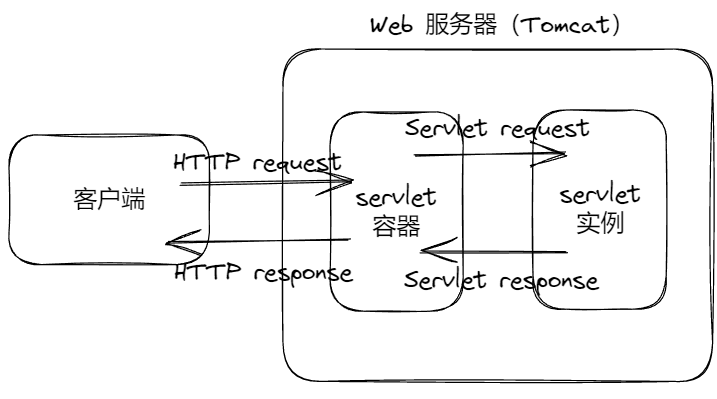 Web 服务器（Tomcat）
Servlet request
HTTP request
客户端
servlet
容器
servlet
实例
HTTP response
Servlet response